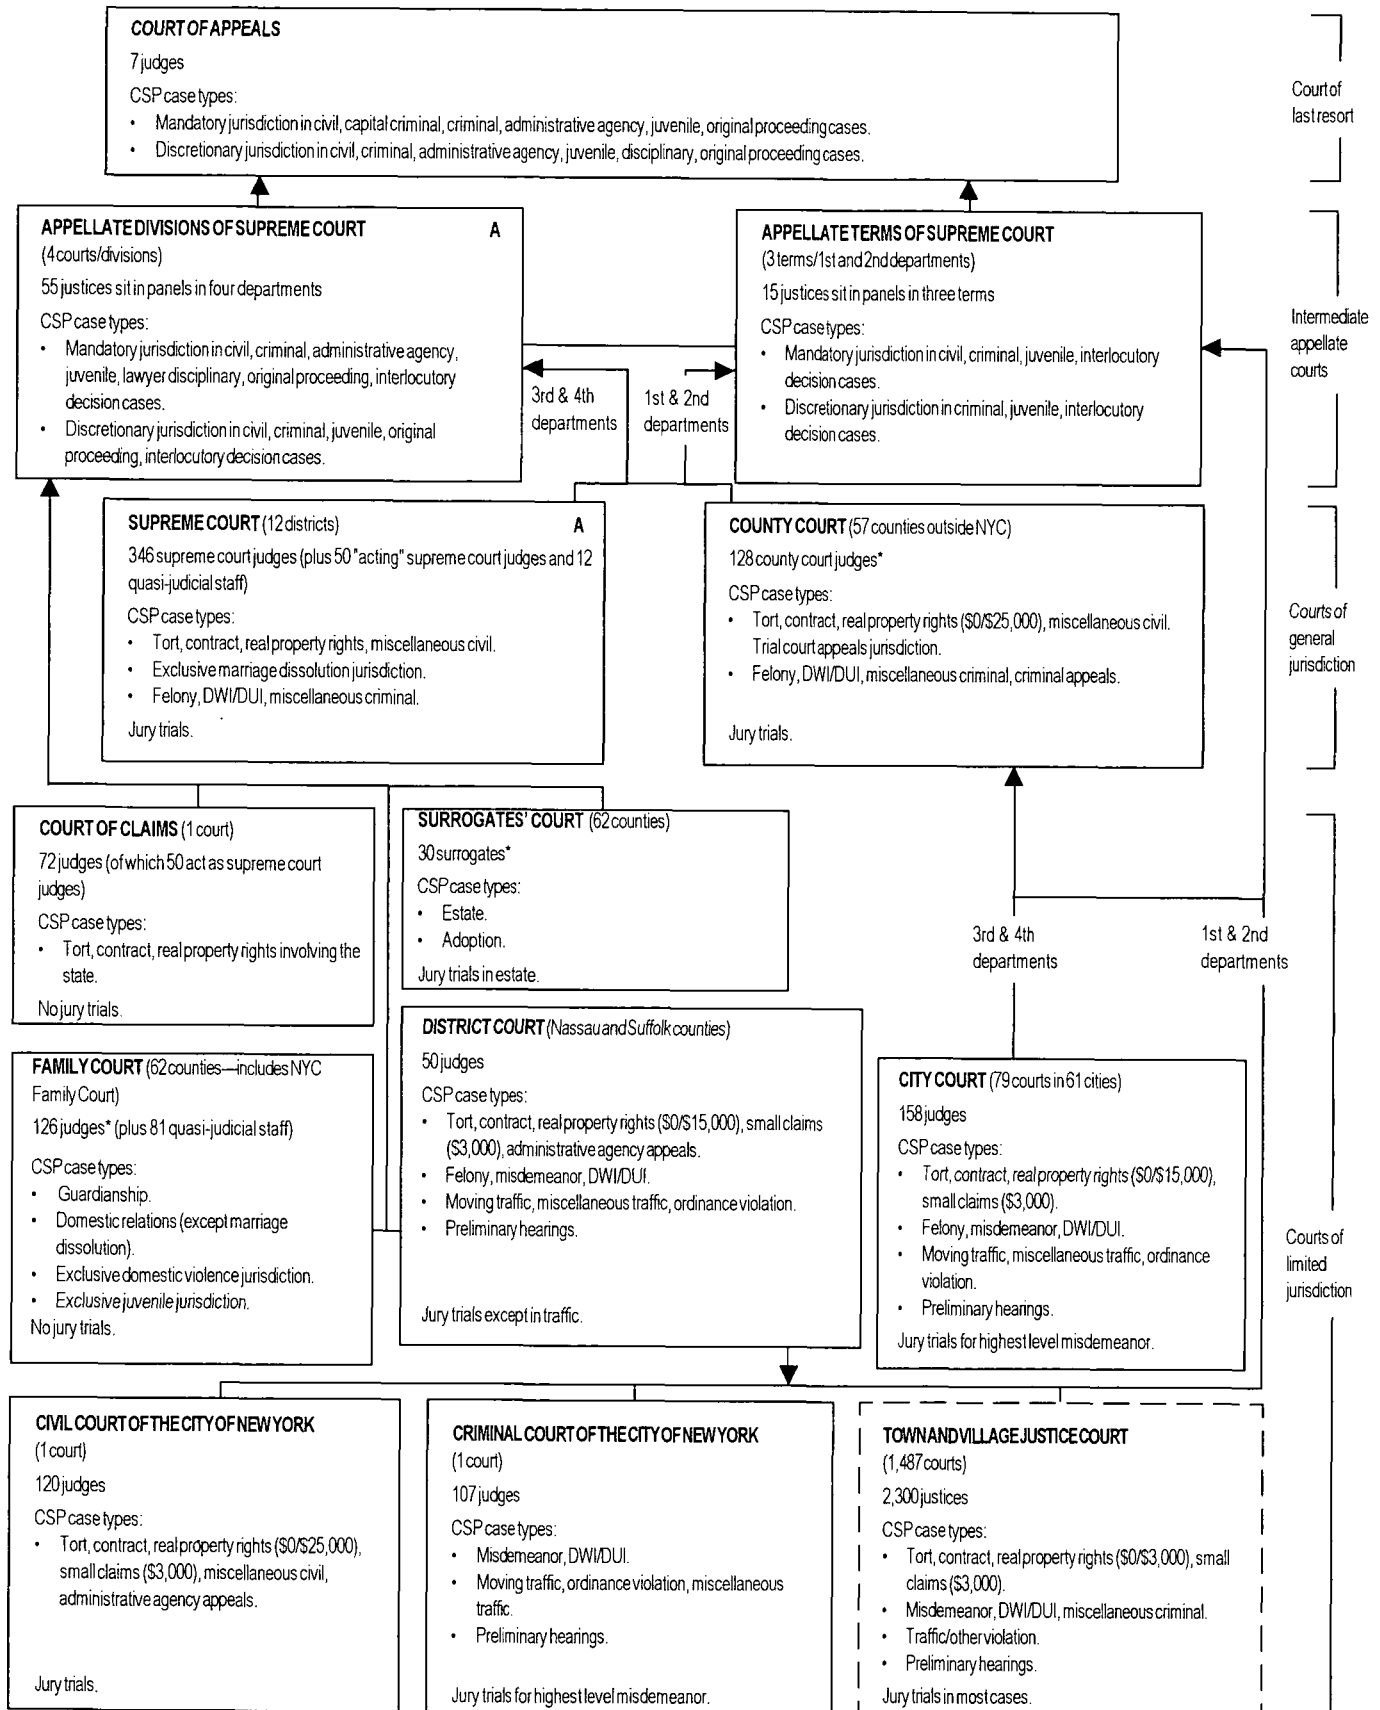 COURT OF APPEALS
7 judges
CSP case types:
• Mandatory jurisdiction in civil, capital criminal, criminal, administrative agency, juvenile, original proceeding cases.
• Discretionary jurisdiction in civil, criminal, administrative agency, juvenile, disciplinary, original proceeding cases.
Court of
last resort
APPELLATE DIVISIONS OF SUPREME COURT A
(4 courts/divisions)
55 justices sit in panels in four departments
CSP case types:
• Mandatory jurisdiction in civil, criminal, administrative agency,
juvenile, lawyer disciplinary, original proceeding, interlocutory
decision cases.
• Discretionary jurisdiction in civil, criminal, juvenile, original
proceeding, interlocutory decision cases.
3rd & 4th
departments
1st & 2nd
departments
APPELLATE TERMS OF SUPREME COURT
(3 terms/1st and 2nd departments)
15 justices sit in panels in three terms
CSP case types:
• Mandatory jurisdiction in civil, criminal, juvenile, interlocutory
decision cases.
• Discretionary jurisdiction in criminal, juvenile, interlocutory
decision cases.
Intermediate
appellate
courts
SUPREME COURT (12 districts) A
346 supreme court judges (plus 50 "acting" supreme court judges and 12
quasi-judicial staff)
CSP case types:
• Tort, contract, real property rights, miscellaneous civil.
• Exclusive marriage dissolution jurisdiction.
• Felony, DWI/DUI, miscellaneous criminal.
Jury trials.
COUNTY COURT (57 counties outside NYC)
128 county court judges*
CSP case types:
• Tort, contract, real property rights ($0/$25,000), miscellaneous civil.
Trial court appeals jurisdiction.
• Felony, DWI/DUI, miscellaneous criminal, criminal appeals.
Jury trials.
Courts of
general
jurisdiction
COURT OF CLAIMS (1 court)
72 judges (of which 50 act as supreme court
judges)
CSP case types:
• Tort, contract, real property rights involving the
state.
No jury trials.
SURROGATES' COURT (62 counties)
30 surrogates*
CSP case types:
• Estate.
• Adoption.
Jury trials in estate.
3rd & 4th
departments
1st & 2nd
departments
FAMILY COURT (62 counties—includes NYC
Family Court)
126 judges* (plus 81 quasi-judicial staff)
CSP case types:
• Guardianship.
• Domestic relations (except marriage
dissolution).
• Exclusive domestic violence jurisdiction.
• Exclusive juvenile jurisdiction.
No jury trials.
DISTRICT COURT (Nassau and Suffolk counties)
50 judges
CSP case types:
• Tort, contract, real property rights ($0/$15,000), small claims
($3,000), administrative agency appeals.
• Felony, misdemeanor, DWI/DUI.
• Moving traffic, miscellaneous traffic, ordinance violation.
• Preliminary hearings.
Jury trials except in traffic.
CITY COURT (79 courts in 61 cities)
158 judges
CSP case types:
• Tort, contract, real property rights ($0/$15,000),
small claims ($3,000).
• Felony, misdemeanor, DWI/DUI.
• Moving traffic, miscellaneous traffic, ordinance
violation.
• Preliminary hearings.
Jury trials for highest level misdemeanor.
Courts of
limited
jurisdiction
CIVIL COURT OF THE CITY OF NEW YORK
(1 court)
120 judges
CSP case types:
• Tort, contract, real property rights ($0/$25,000),
small claims ($3,000), miscellaneous civil,
administrative agency appeals.
Jury trials.
CRIMINAL COURT OF THE CITY OF NEW YORK
(1 court)
107 judges
CSP case types:
• Misdemeanor, DWI/DUI.
• Moving traffic, ordinance violation, miscellaneous
traffic.
• Preliminary hearings.
Jury trials for highest level misdemeanor.
TOWN AND VILLAGE JUSTICE COURT
(1,487 courts)
2,300 justices
CSP case types:
• Tort, contract, real property rights ($0/$3,000), small
claims ($3,000).
• Misdemeanor, DWI/DUI, miscellaneous criminal.
• Traffic/other violation.
• Preliminary hearings.
Jury trials in most cases.